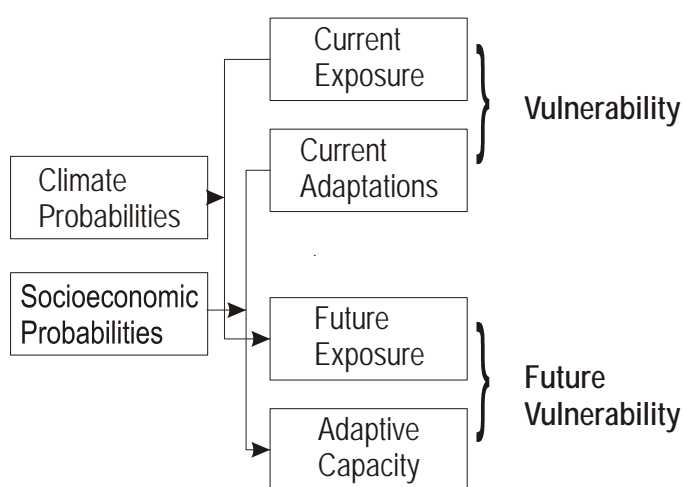 Current
Exposure
Vulnerability
Current
Adaptations
Climate
Probabilities
Socioeconomic
Probabilities
Future
Exposure
Future
Vulnerability
Adaptive
Capacity